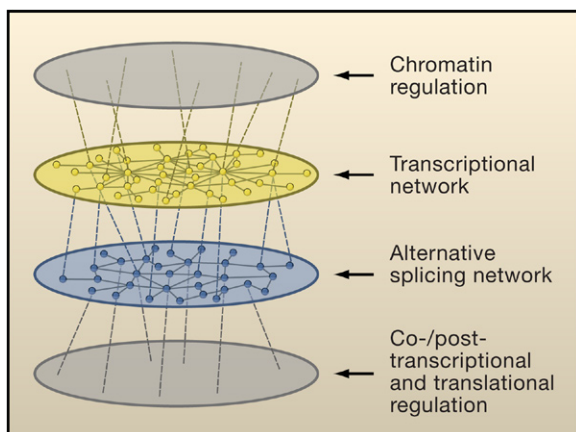 Chromatin
regulation
Transcriptional
network
Alternative
splicing network
Co-/post-
transcriptional
and translational
regulation